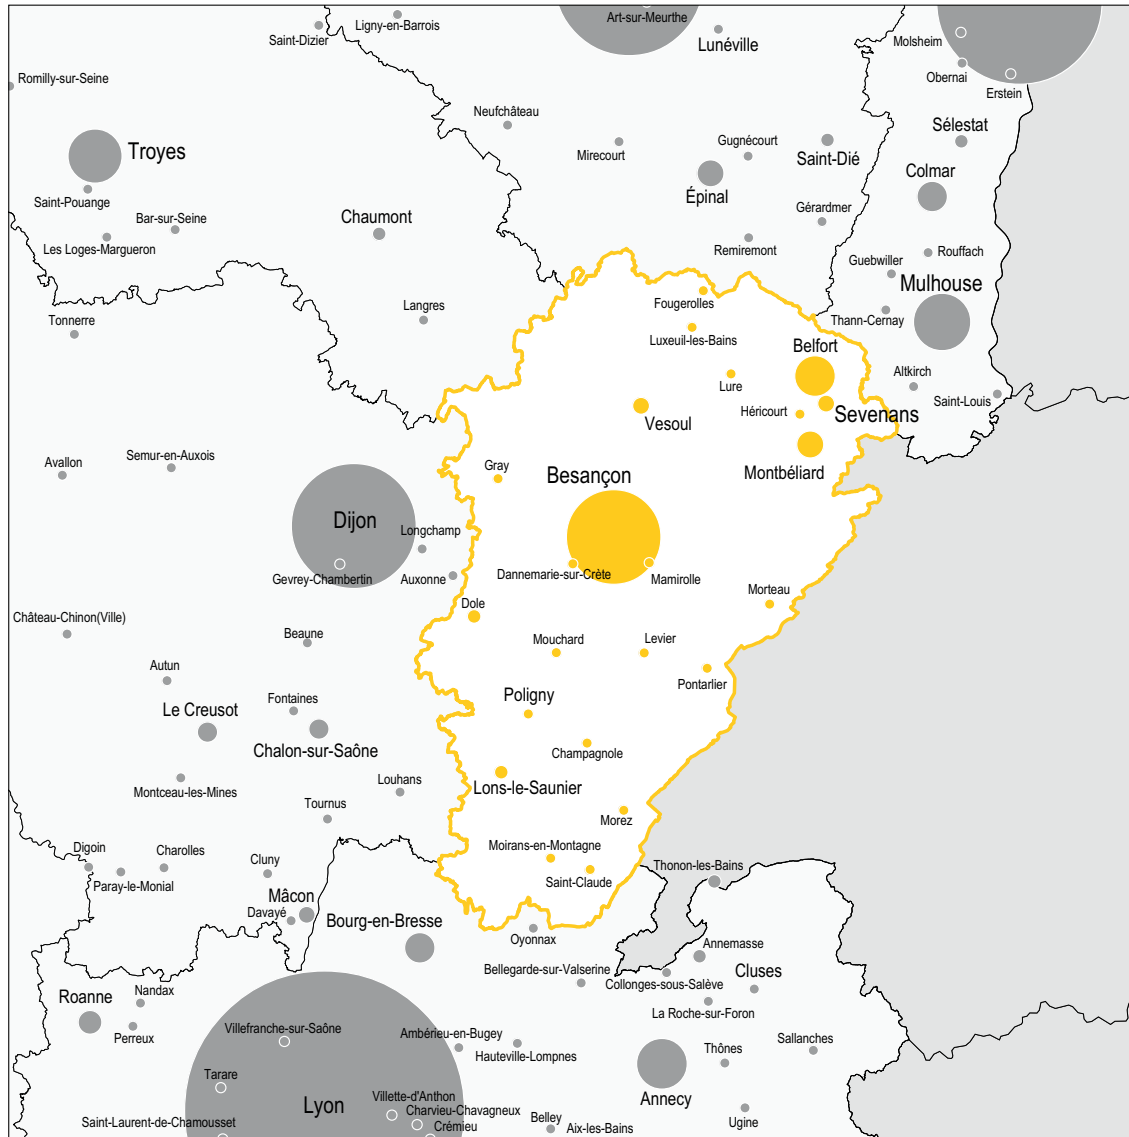 Art-sur-Meurthe
Ligny-en-Barrois
Saint-Dizier
Lunéville
Molsheim
Obernai
Romilly-sur-Seine
Erstein
Neufchâteau
Sélestat
Troyes
Mirecourt
Gugnécourt
Saint-Dié
Colmar
Épinal
Saint-Pouange
Bar-sur-Seine
Chaumont
Gérardmer
Les Loges-Margueron
Remiremont
Rouffach
Guebwiller
Mulhouse
Fougerolles
Langres
Thann-Cernay
Tonnerre
Luxeuil-les-Bains
Belfort
Altkirch
Lure
Saint-Louis
Héricourt
Sevenans
Vesoul
Semur-en-Auxois
Avallon
Gray
Besançon
Montbéliard
Dijon
Longchamp
Gevrey-Chambertin
Auxonne
Dannemarie-sur-Crète
Mamirolle
Morteau
Dole
Château-Chinon(Ville)
Beaune
Mouchard
Levier
Autun
Pontarlier
Fontaines
Poligny
Le Creusot
Chalon-sur-Saône
Champagnole
Louhans
Lons-le-Saunier
Montceau-les-Mines
Tournus
Morez
Digoin
Charolles
Cluny
Moirans-en-Montagne
Thonon-les-Bains
Paray-le-Monial
Saint-Claude
Mâcon
Davayé
Bourg-en-Bresse
Oyonnax
Annemasse
Bellegarde-sur-Valserine
Collonges-sous-Salève
Cluses
Roanne
Nandax
La Roche-sur-Foron
Perreux
Villefranche-sur-Saône
Ambérieu-en-Bugey
Hauteville-Lompnes
Thônes
Sallanches
Tarare
Villette-d'Anthon
Annecy
Lyon
Charvieu-Chavagneux
Saint-Laurent-de-Chamousset
Crémieu
Belley
Aix-les-Bains
Ugine